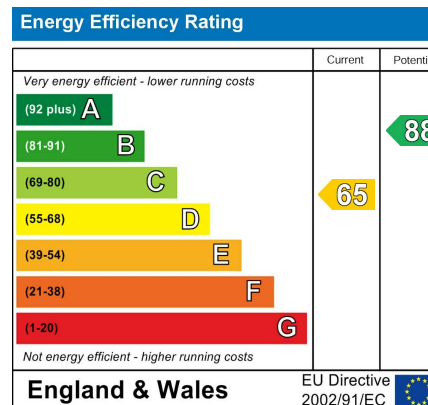 Energy Efficiency Rating
Current Potenti
Very energy efficient - lower running costs
(92 plus) A
(81-91) B
88
(69-80) C
65
(55-68) D
(39-54) E
(21-38) F
(1-20) G
Not energy efficient - higher running costs
England & Wales
EU Directive
2002/91/EC